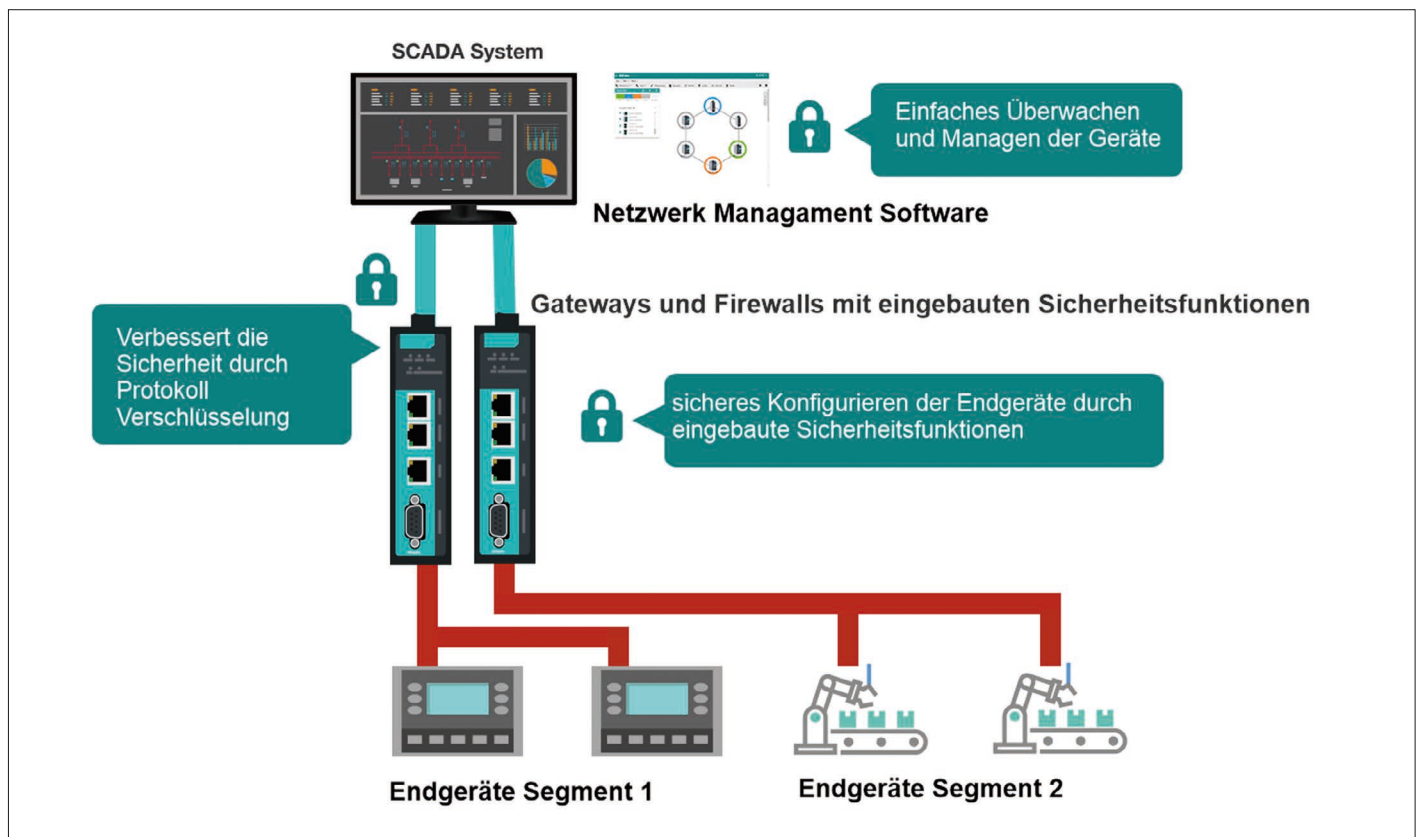 SCADA System
Einfaches Überwachen
und Managen der Geräte
Netzwerk Managament Software
Gateways und Firewalls mit eingebauten Sicherheitsfunktionen
Verbessert die
Sicherheit durch
Protokoll
Verschlüsselung
sicheres Konfigurieren der Endgeräte durch
eingebaute Sicherheitsfunktionen
Endgeräte Segment 1
Endgeräte Segment 2